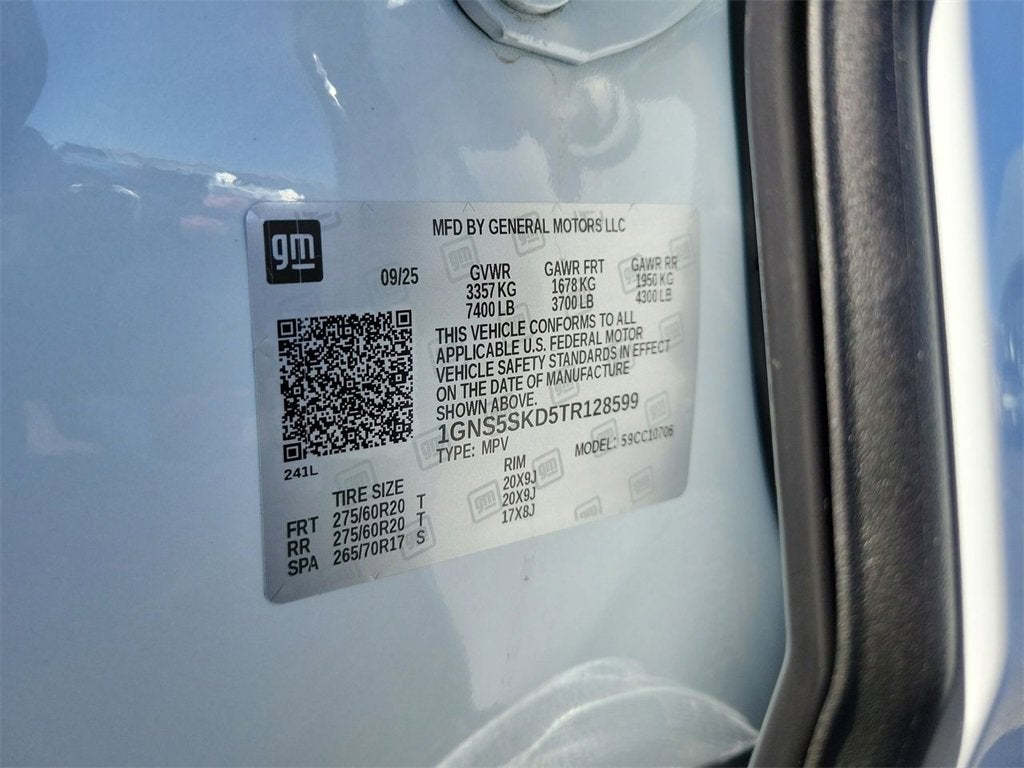 gm
MFD BY GENERAL MOTORS LLC
09/25
GVWR GAWR FRT GAWR RR
3357 KG 1678 KG 1950 KG
7400 LB 3700 LB 4300 LB
THIS VEHICLE CONFORMS TO ALL
APPLICABLE U.S. FEDERAL MOTOR
VEHICLE SAFETY STANDARDS IN EFFECT
ON THE DATE OF MANUFACTURE
SHOWN ABOVE.
1GNS5SKD5TR128599
TYPE: MPV MODEL: 59CC10706
241L
TIRE SIZE RIM
FRT 275/60R20 T 20X9J
RR 275/60R20 T 20X9J
SPA 265/70R17 S 17X8J